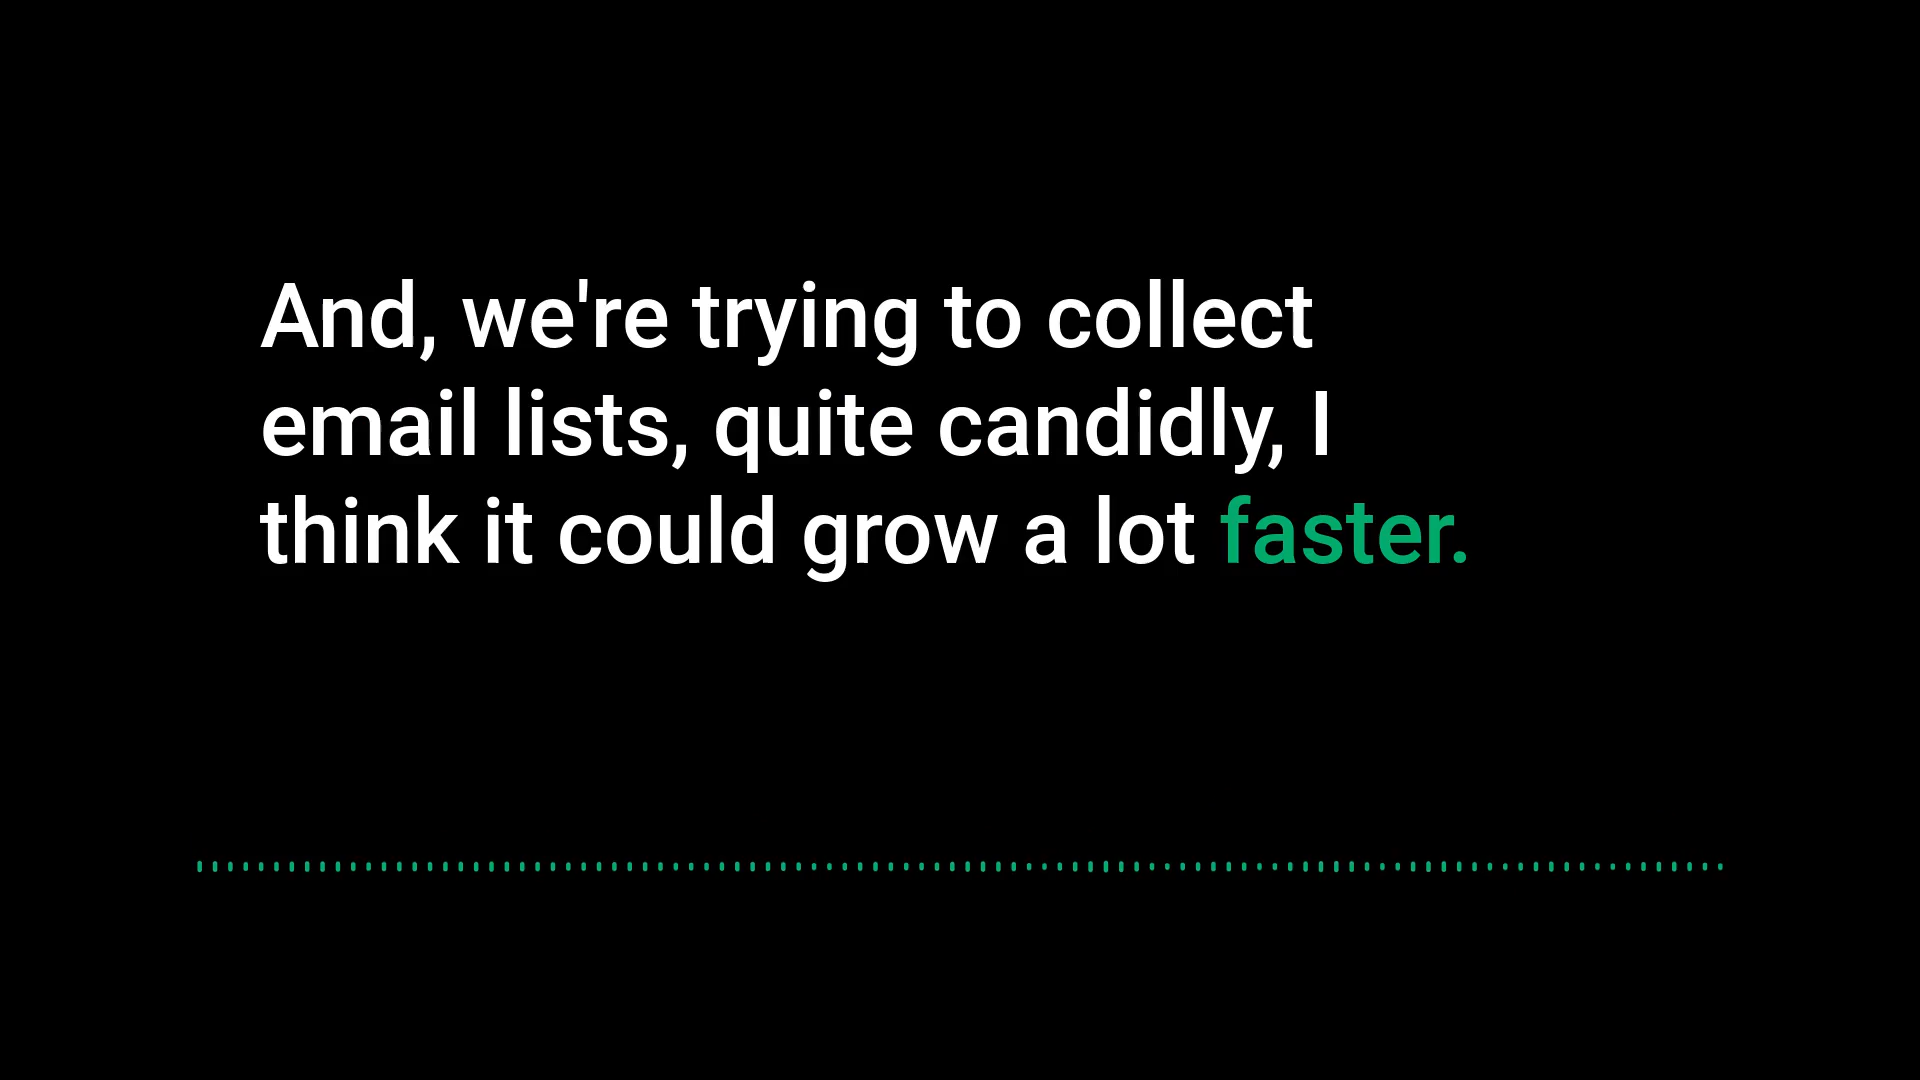 And, we're trying to collect
email lists, quite candidly, I
think it could grow a lot faster.